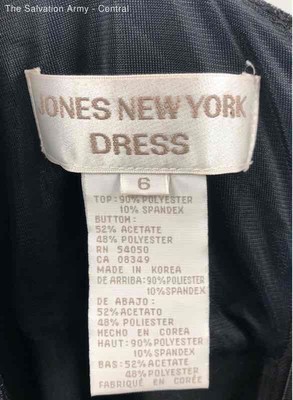 The Salvation Army - Central
JONES NEW YORK
DRESS
6
TOP: 90% POLYESTER
10% SPANDEX
BUTTOM:
52% ACETATE
48% POLYESTER
RN 54050
CA 08349
MADE IN KOREA
DE ARRIBA: 90% POLIESTER
10% SPANDEX
DE ABAJO:
52% ACETATO
48% POLIESTER
HECHO EN COREA
HAUT: 90% POLYESTER
10% SPANDEX
BAS: 52% ACETATE
48% POLYESTER
FABRIQUÉ EN CORÉE